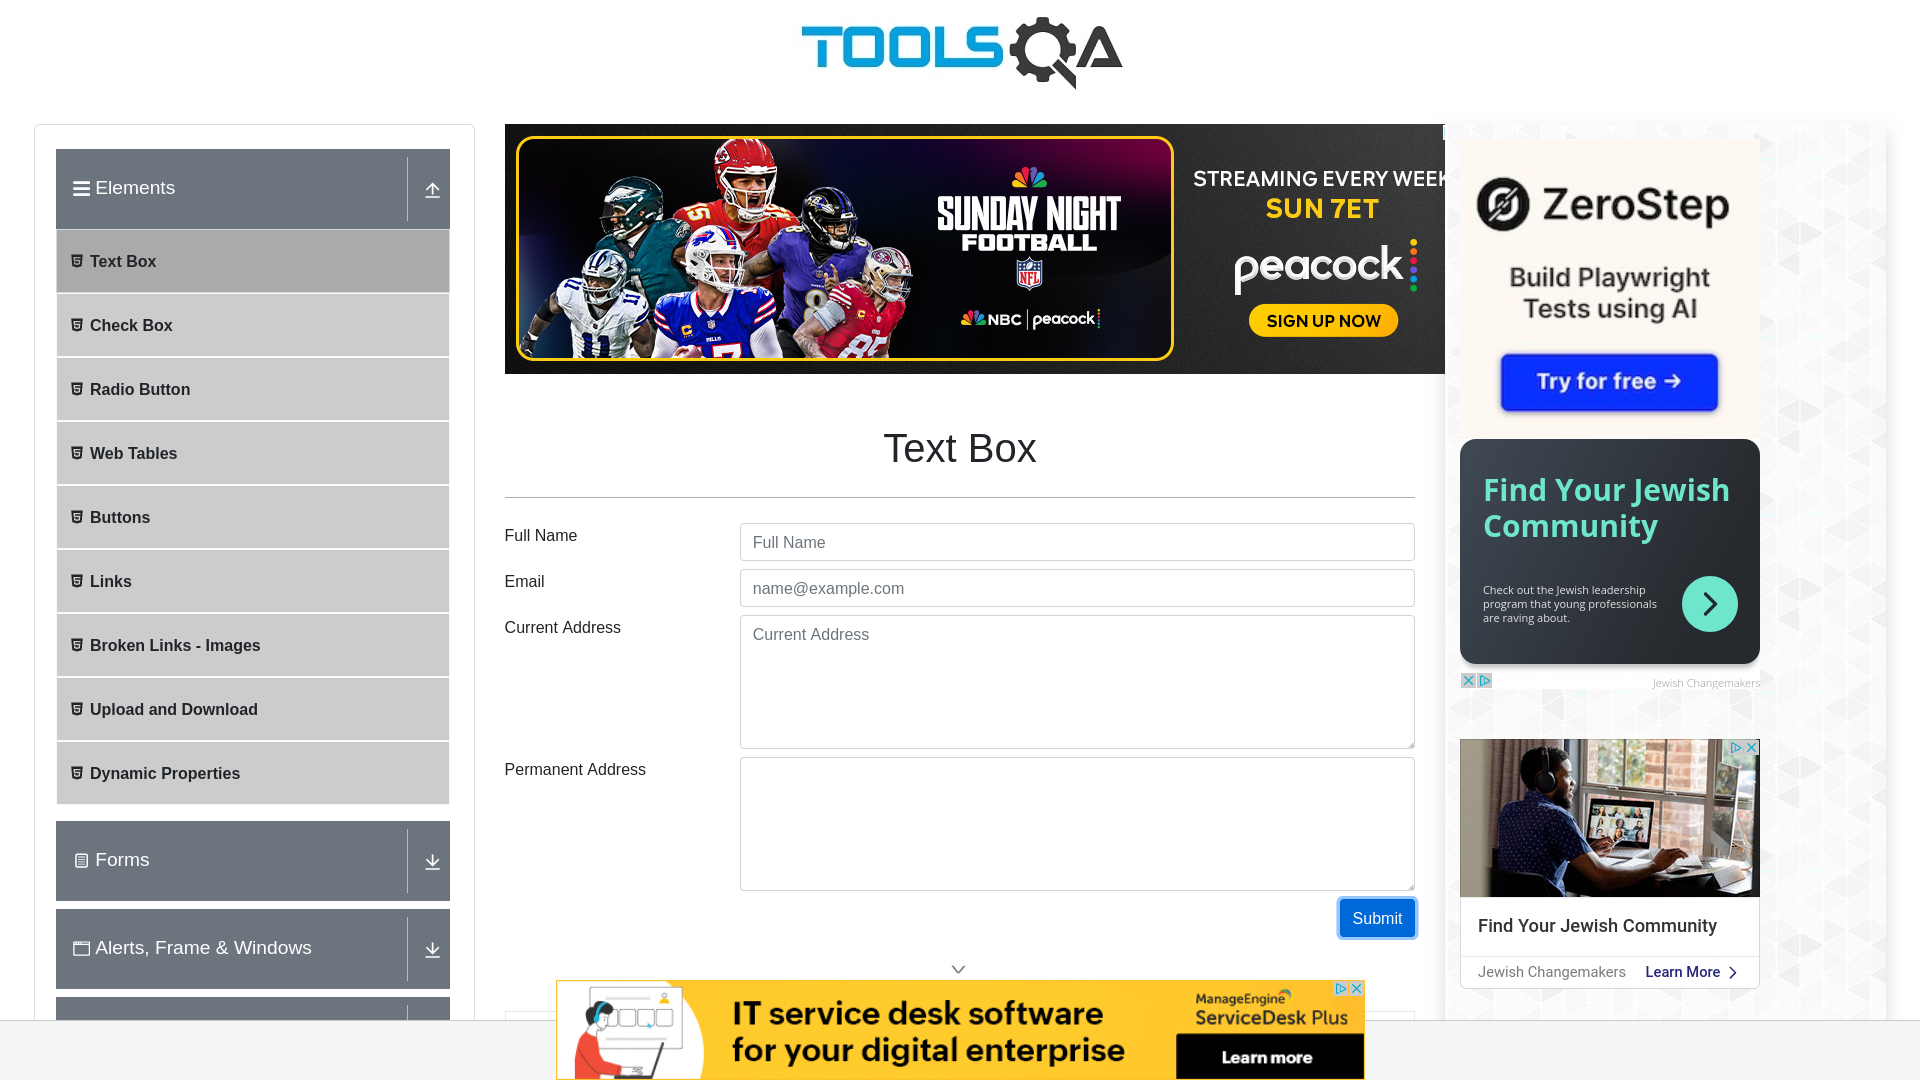 TOOLSQA
Elements
Text Box
Check Box
Radio Button
Web Tables
Buttons
Links
Broken Links - Images
Upload and Download
Dynamic Properties
Forms
Alerts, Frame & Windows
SUNDAY NIGHT
FOOTBALL
NFL
NBC | peacock
STREAMING EVERY WEEK
SUN 7ET
peacock
SIGN UP NOW
Text Box
Full Name
Full Name
Email
name@example.com
Current Address
Current Address
Permanent Address
Submit
IT service desk software
for your digital enterprise
ManageEngine
ServiceDesk Plus
Learn more
ZeroStep
Build Playwright
Tests using AI
Try for free →
Find Your Jewish
Community
Check out the Jewish leadership
program that young professionals
are raving about.
Jewish Changemakers
Find Your Jewish Community
Jewish Changemakers
Learn More